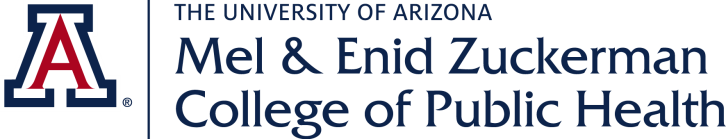 A®
THE UNIVERSITY OF ARIZONA
Mel & Enid Zuckerman
College of Public Health